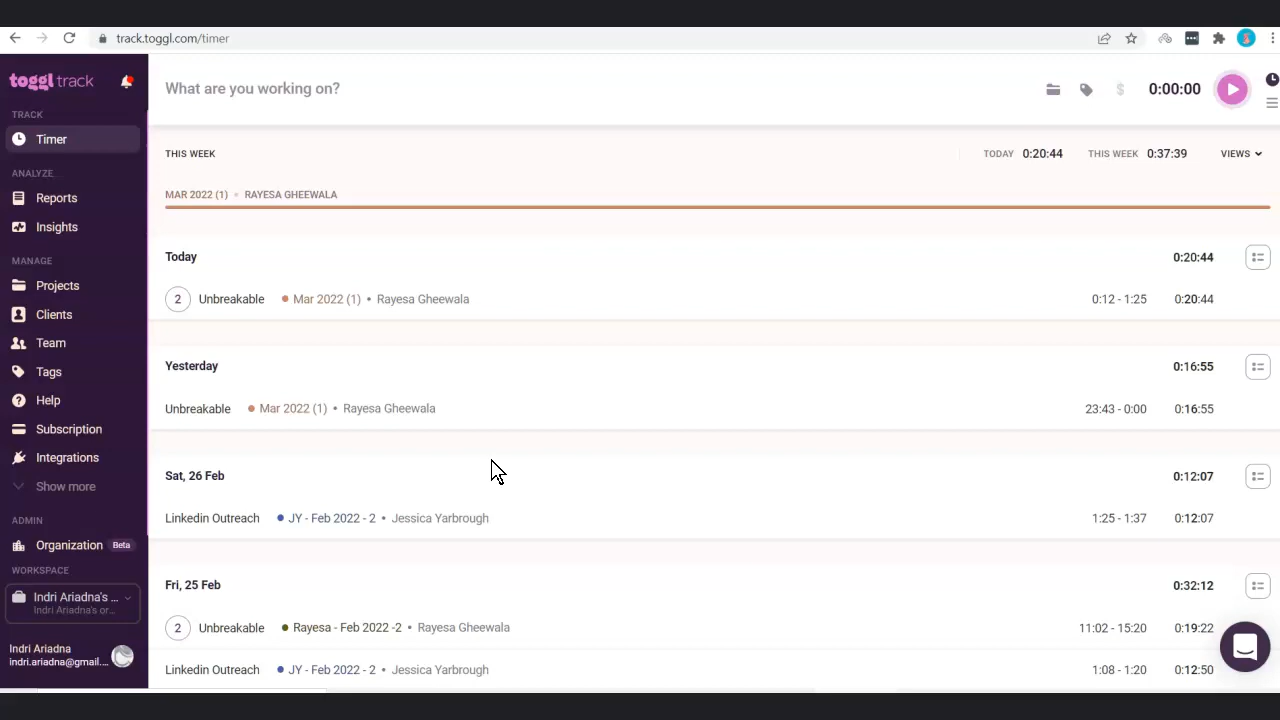 track.toggl.com/timer
toggl track
TRACK
Timer
ANALYZE
Reports
Insights
MANAGE
Projects
Clients
Team
Tags
Help
Subscription
Integrations
Show more
ADMIN
Organization Beta
WORKSPACE
Indri Ariadna's ...
Indri Ariadna's or...
Indri Ariadna
indri.ariadna@gmail....
What are you working on?
$ 0:00:00
THIS WEEK TODAY 0:20:44 THIS WEEK 0:37:39 VIEWS
MAR 2022 (1) • RAYESA GHEEWALA
Today 0:20:44
2 Unbreakable • Mar 2022 (1) • Rayesa Gheewala 0:12 - 1:25 0:20:44
Yesterday 0:16:55
Unbreakable • Mar 2022 (1) • Rayesa Gheewala 23:43 - 0:00 0:16:55
Sat, 26 Feb 0:12:07
Linkedin Outreach • JY - Feb 2022 - 2 • Jessica Yarbrough 1:25 - 1:37 0:12:07
Fri, 25 Feb 0:32:12
2 Unbreakable • Rayesa - Feb 2022 -2 • Rayesa Gheewala 11:02 - 15:20 0:19:22
Linkedin Outreach • JY - Feb 2022 - 2 • Jessica Yarbrough 1:08 - 1:20 0:12:50